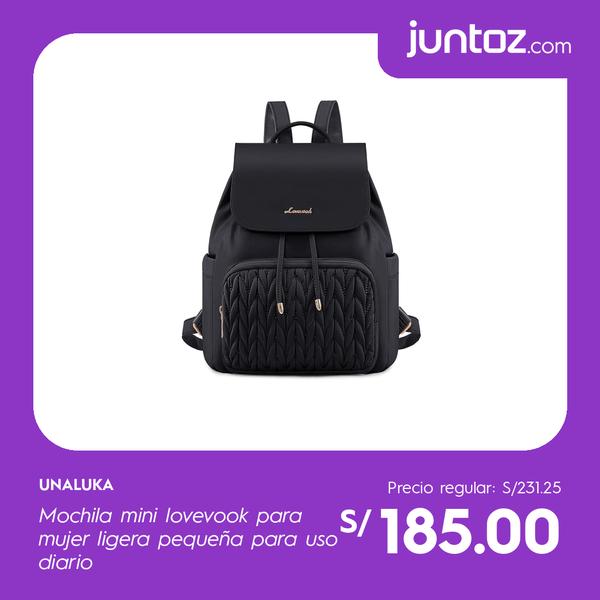 juntoz.com
Lovevook
UNALUKA
Mochila mini lovevook para
mujer ligera pequeña para uso
diario
Precio regular: S/231.25
S/185.00